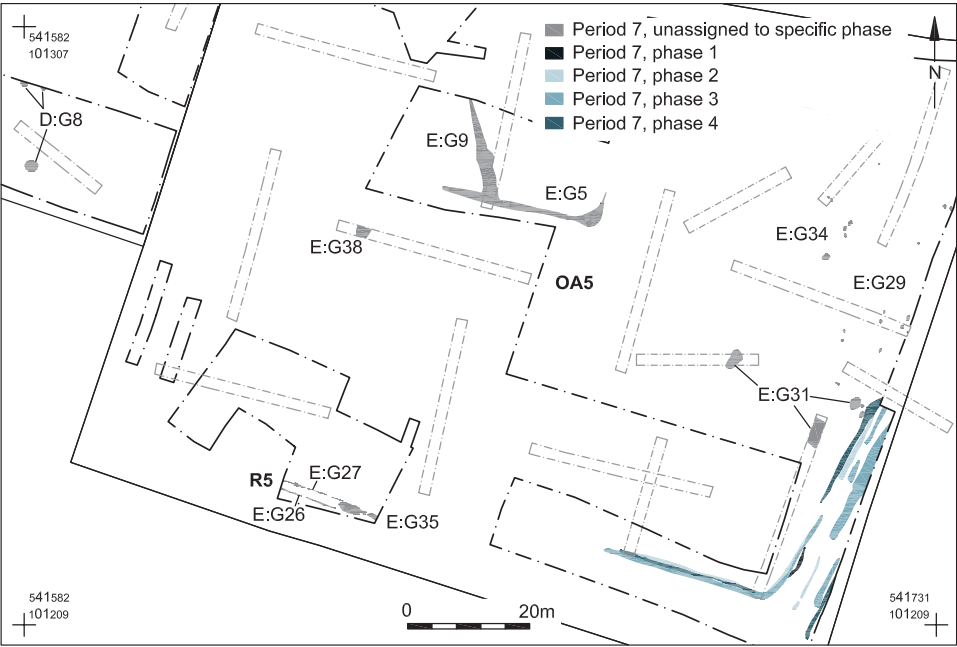 541582
101307
Period 7, unassigned to specific phase
Period 7, phase 1
Period 7, phase 2
Period 7, phase 3
Period 7, phase 4
N
D:G8
E:G9
E:G5
E:G38
E:G34
OA5
E:G29
E:G31
R5
E:G27
E:G26
E:G35
541582
101209
0
20m
541731
101209